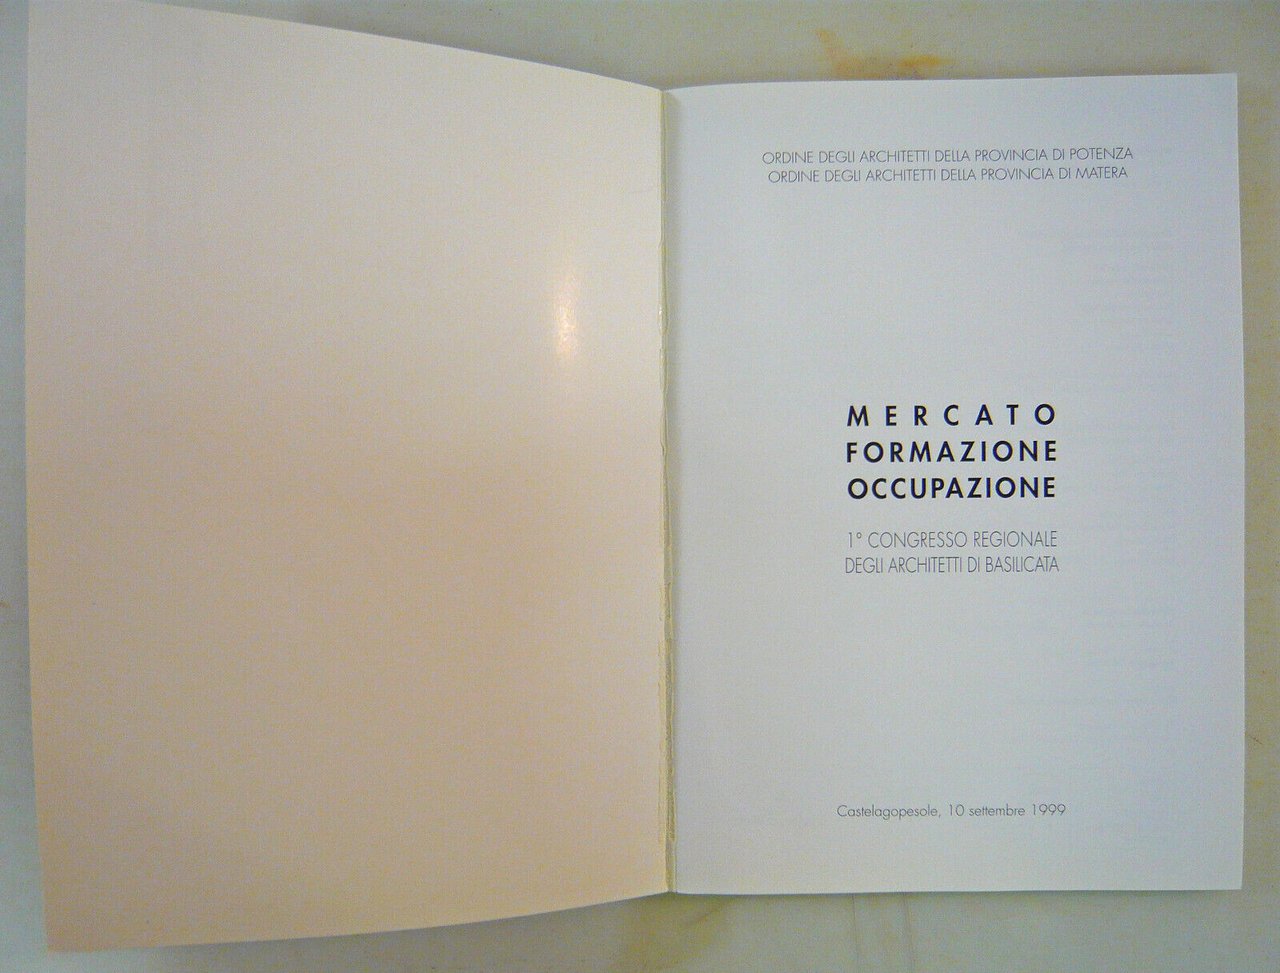 ORDINE DEGLI ARCHITETTI DELLA PROVINCIA DI POTENZA
ORDINE DEGLI ARCHITETTI DELLA PROVINCIA DI MATERA
MERCATO
FORMAZIONE
OCCUPAZIONE
1° CONGRESSO REGIONALE
DEGLI ARCHITETTI DI BASILICATA
Castelagopesole, 10 settembre 1999